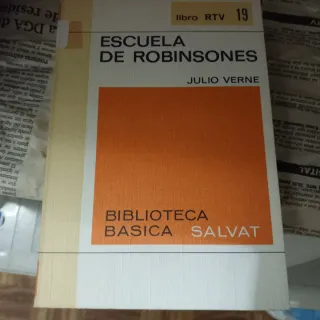 libro RTV 19
ESCUELA
DE ROBINSONES
JULIO VERNE
BIBLIOTECA
BASICA SALVAT